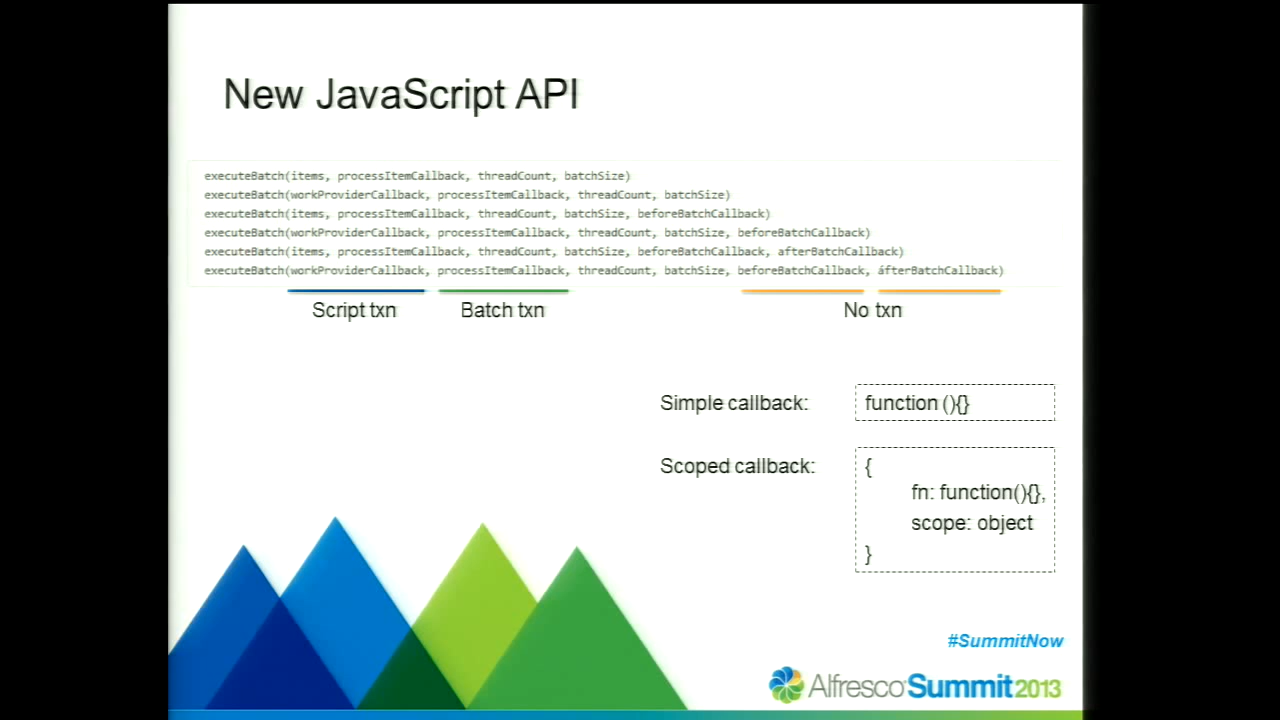 New JavaScript API
executeBatch(items, processItemCallback, threadCount, batchSize)
executeBatch(workProviderCallback, processItemCallback, threadCount, batchSize)
executeBatch(items, processItemCallback, threadCount, batchSize, beforeBatchCallback)
executeBatch(workProviderCallback, processItemCallback, threadCount, batchSize, beforeBatchCallback)
executeBatch(items, processItemCallback, threadCount, batchSize, beforeBatchCallback, afterBatchCallback)
executeBatch(workProviderCallback, processItemCallback, threadCount, batchSize, beforeBatchCallback, afterBatchCallback)
Script txn Batch txn No txn
Simple callback: function (){}
Scoped callback: {
fn: function(){},
scope: object
}
#SummitNow
Alfresco Summit 2013